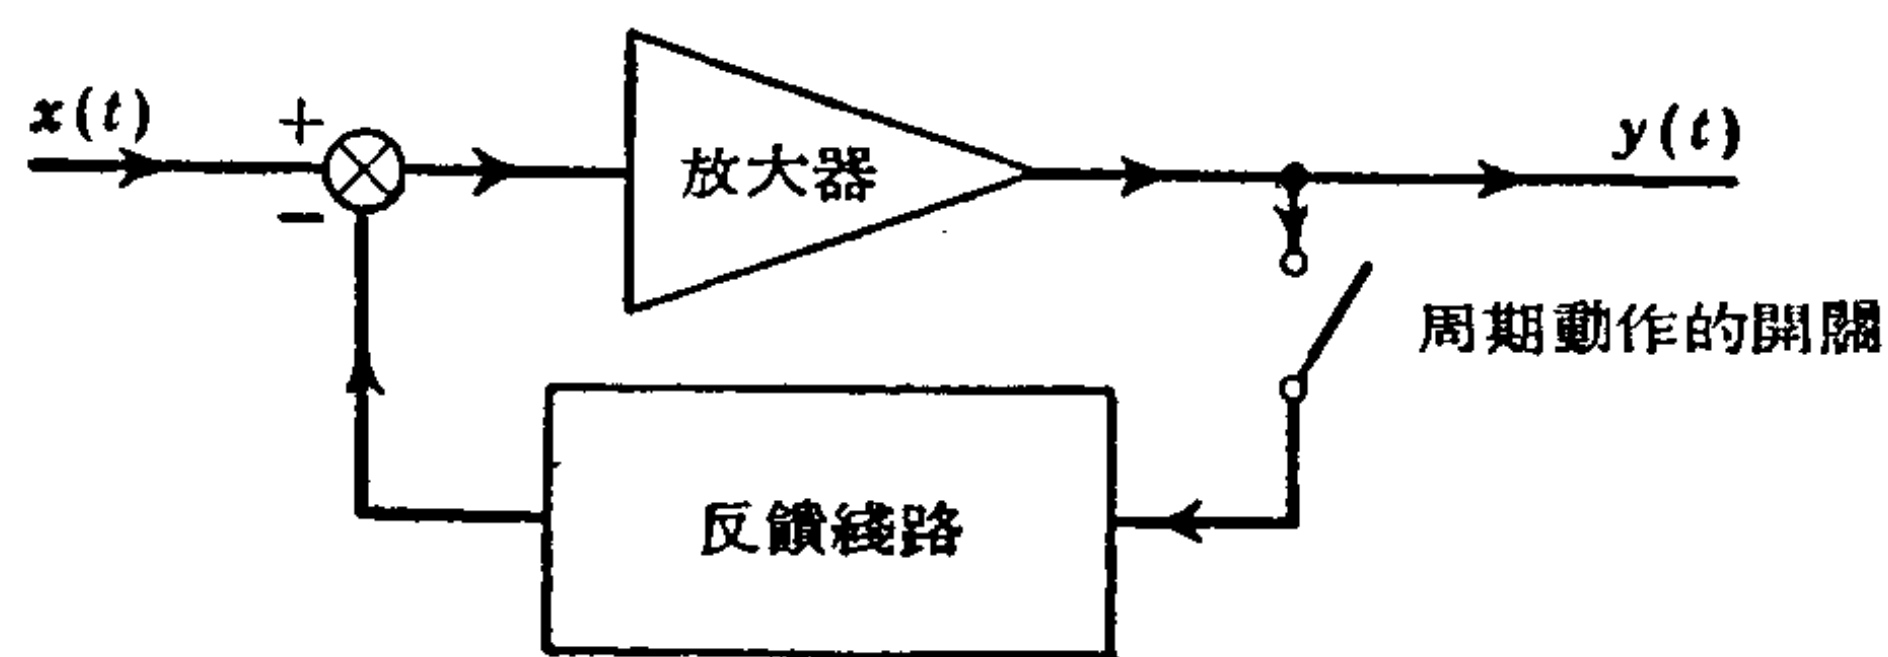 x(t)
+
−
放大器
y(t)
周期動作的開關
反饋綫路